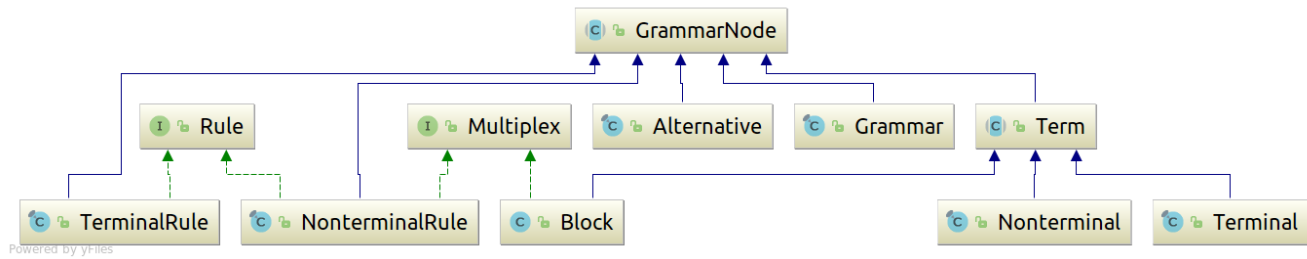 GrammarNode
Rule
Multiplex
Alternative
Grammar
Term
TerminalRule
NonterminalRule
Block
Nonterminal
Terminal
Powered by yFiles